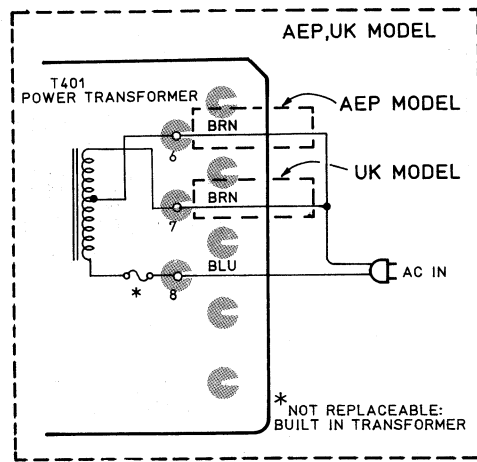 AEP,UK MODEL
T401
POWER TRANSFORMER
AEP MODEL
BRN
6
UK MODEL
BRN
7
BLU
AC IN
*
8
*NOT REPLACEABLE:
BUILT IN TRANSFORMER